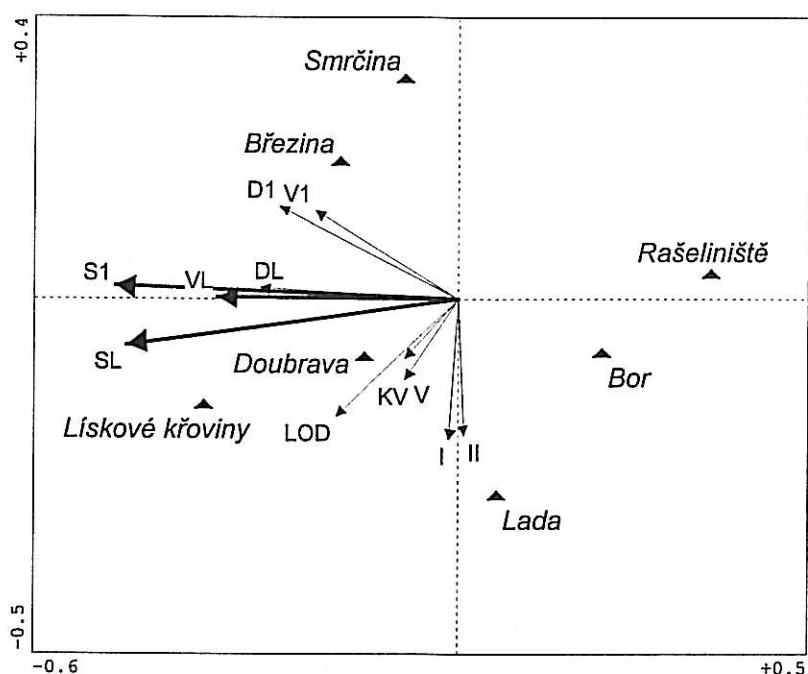 +0.4
Smrčina
Březina
D1 V1
Rašeliniště
S1 VL DL
SL
Doubrava
Bor
KV V
Lískové křoviny
LOD
I II
Lada
-0.5
-0.6 +0.5